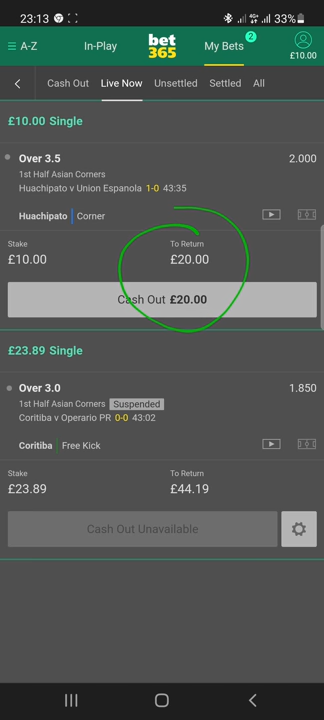 23:13 33%
A-Z In-Play bet My Bets 2
365 £10.00
Cash Out Live Now Unsettled Settled All
£10.00 Single
Over 3.5 2.000
1st Half Asian Corners
Huachipato v Union Espanola 1-0 43:35
Huachipato Corner
Stake To Return
£10.00 £20.00
Cash Out £20.00
£23.89 Single
Over 3.0 1.850
1st Half Asian Corners Suspended
Coritiba v Operario PR 0-0 43:02
Coritiba Free Kick
Stake To Return
£23.89 £44.19
Cash Out Unavailable